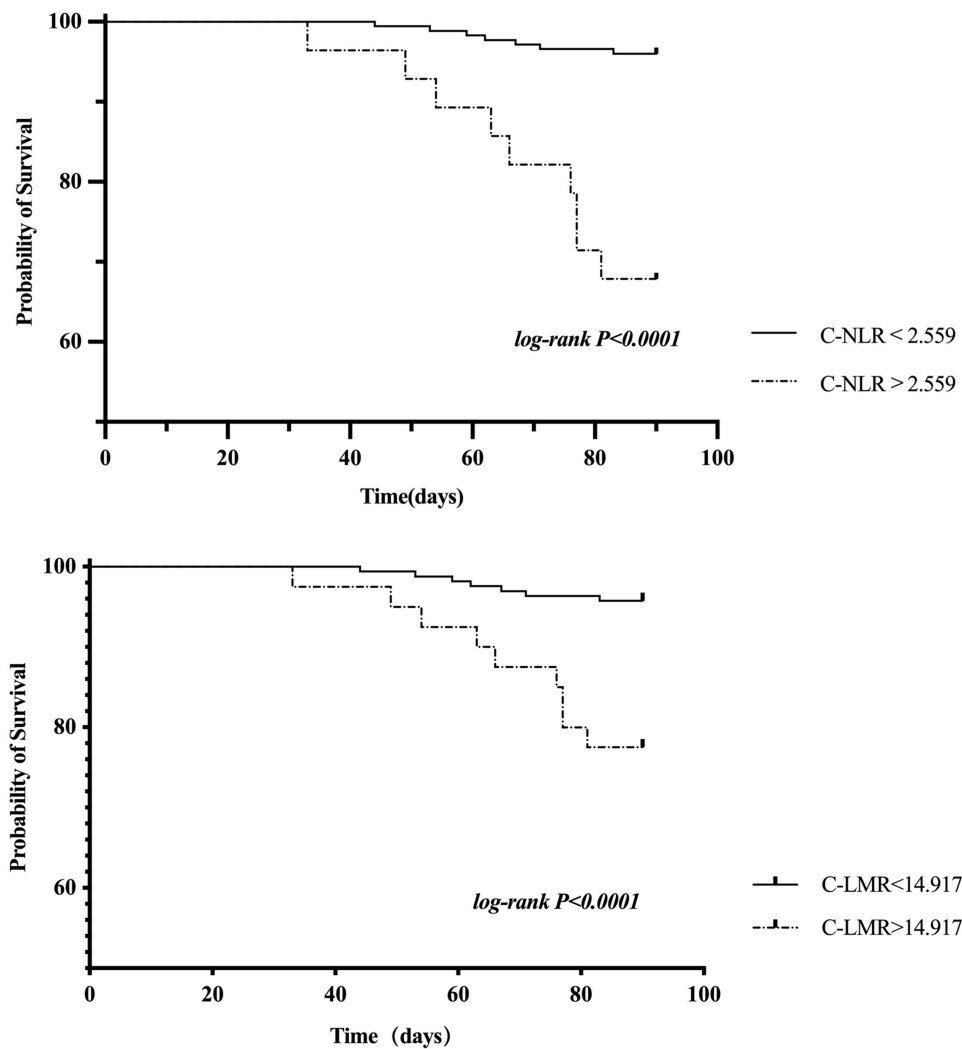 100
80
60
Probability of Survival
log-rank P<0.0001
C-NLR < 2.559
C-NLR > 2.559
0 20 40 60 80 100
Time(days)
100
80
60
Probability of Survival
log-rank P<0.0001
C-LMR<14.917
C-LMR>14.917
0 20 40 60 80 100
Time（days）